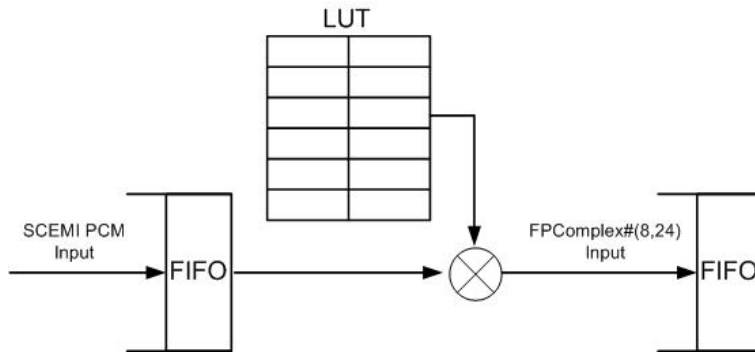 LUT
SCEMI PCM
Input
FIFO
FPComplex#(8,24)
Input
FIFO